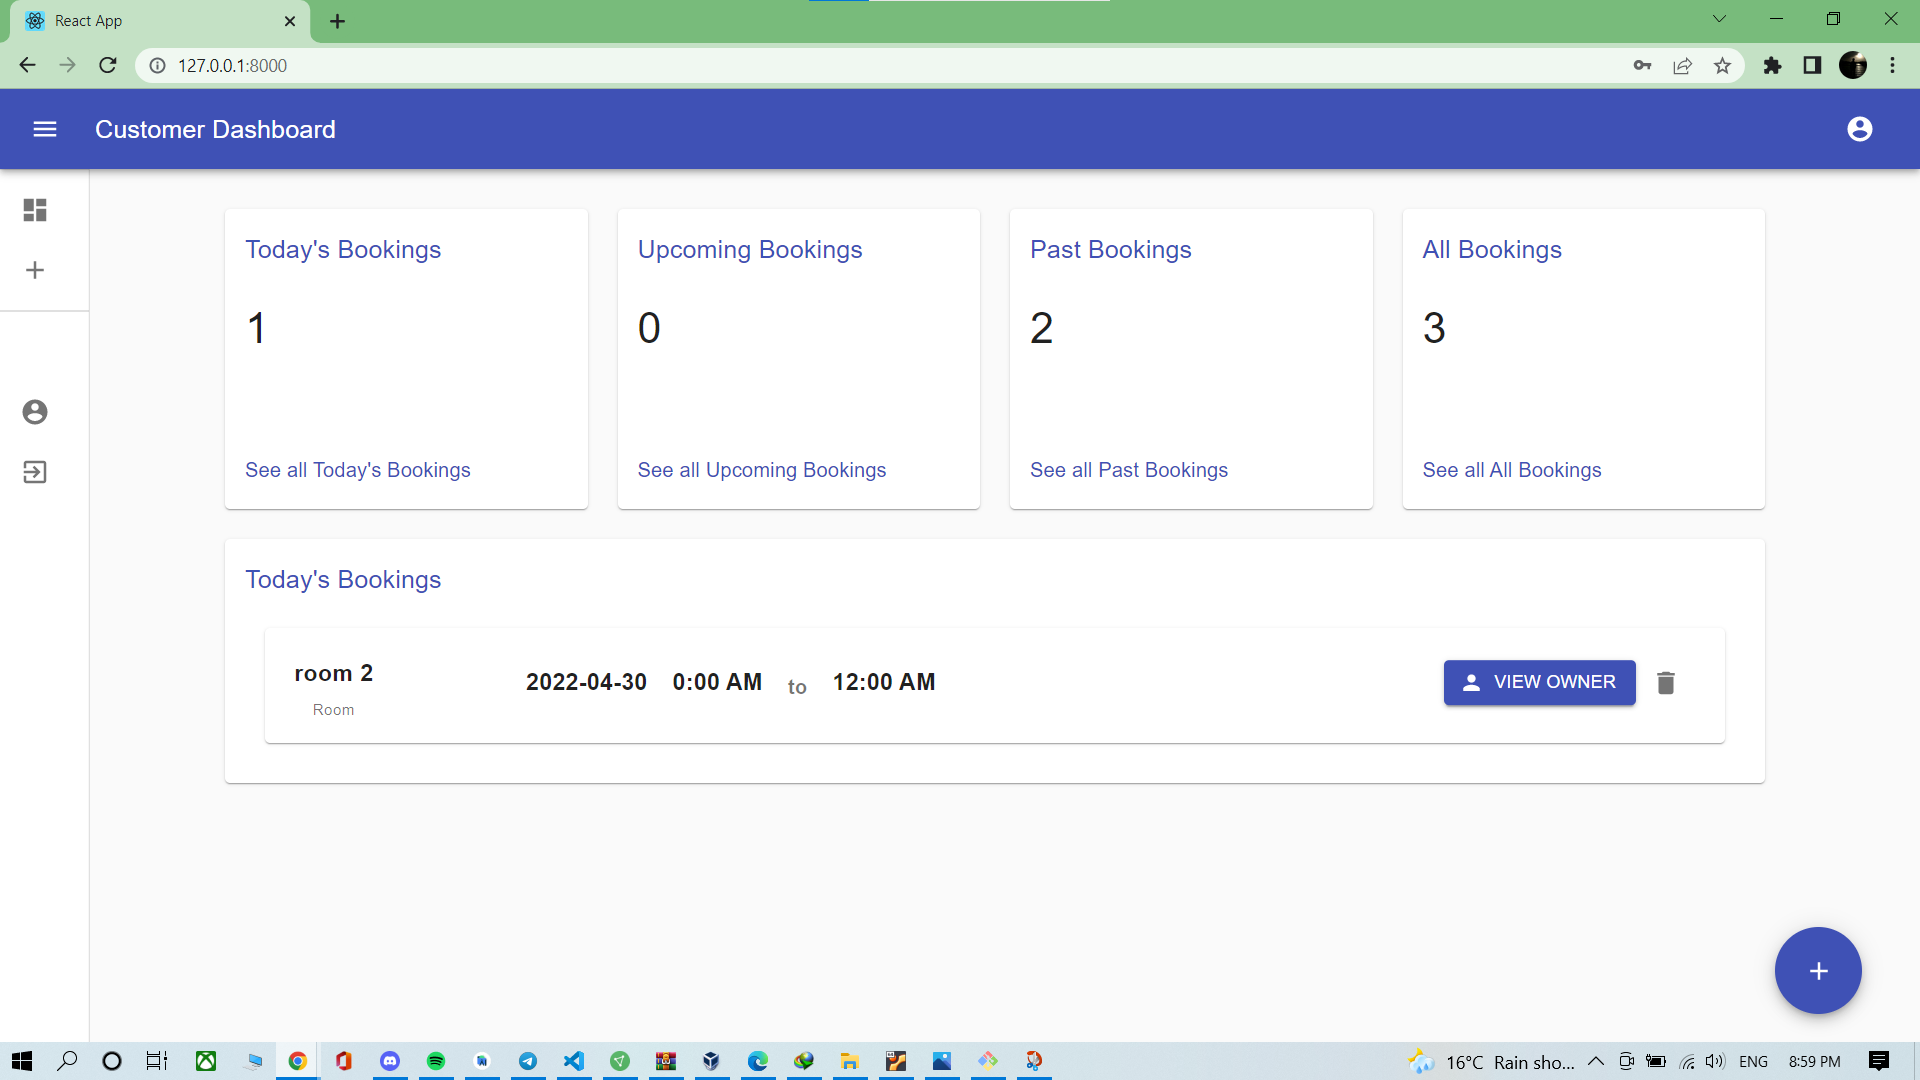 React App
127.0.0.1:8000
Customer Dashboard
Today's Bookings
1
See all Today's Bookings
Upcoming Bookings
0
See all Upcoming Bookings
Past Bookings
2
See all Past Bookings
All Bookings
3
See all All Bookings
Today's Bookings
room 2
Room
2022-04-30 0:00 AM to 12:00 AM
VIEW OWNER
16°C Rain sho... ENG 8:59 PM